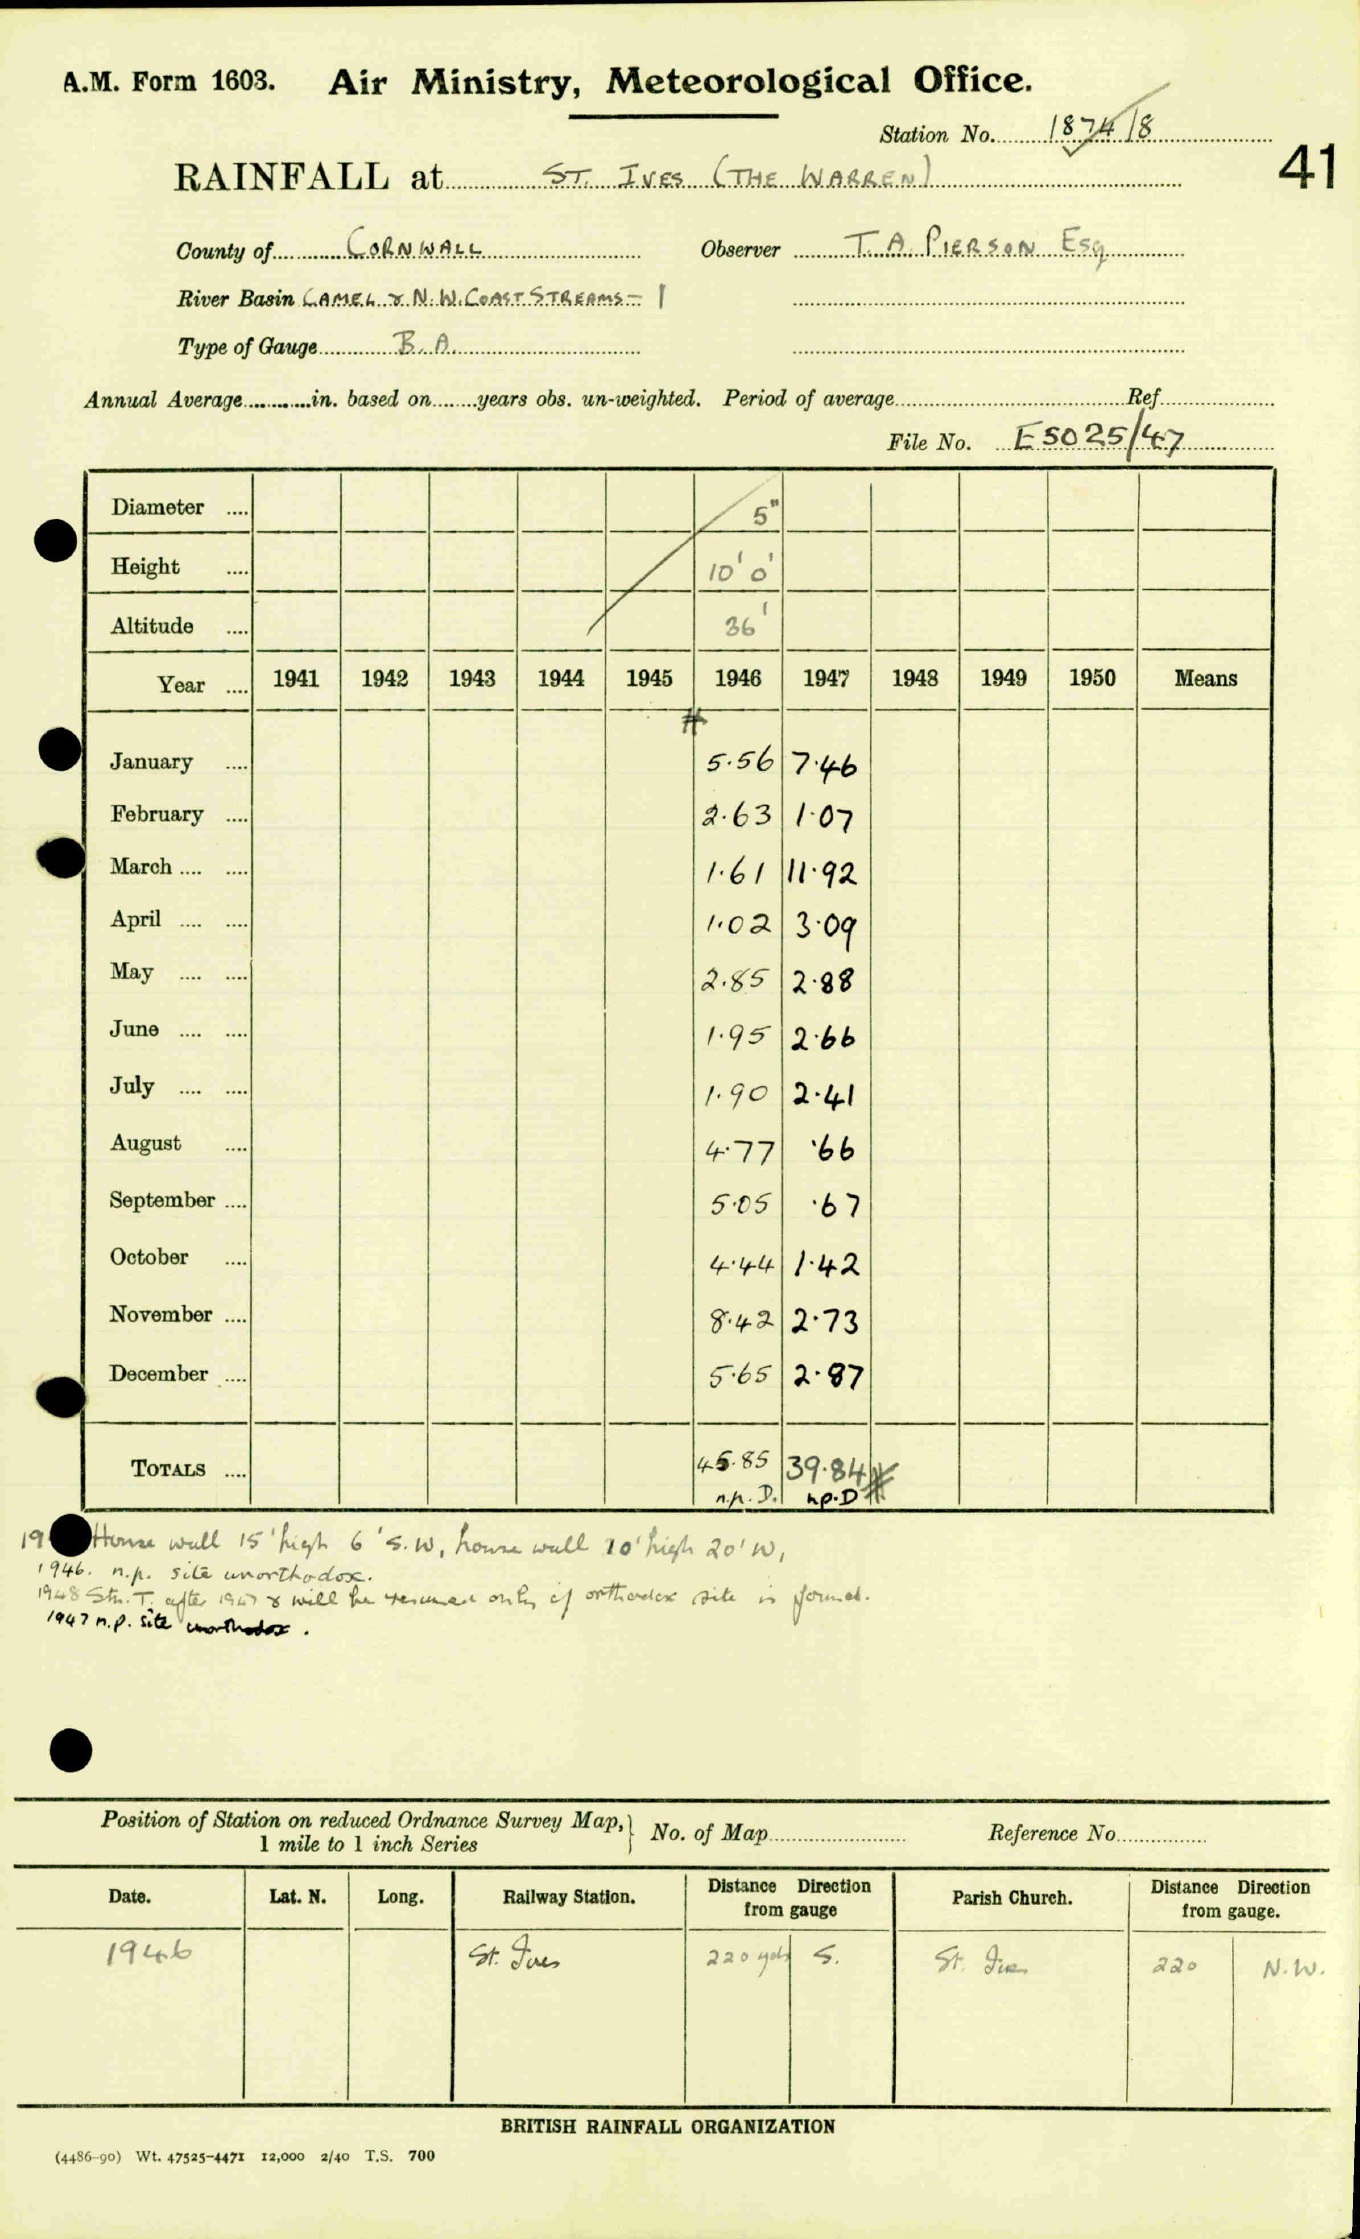 A.M. Form 1603. Air Ministry, Meteorological Office.
Station No. 1874/8
41
RAINFALL at ST. IVES (THE WARREN)
County of CORNWALL Observer T. A. PIERSON Esq
River Basin CAMEL & N.W. COAST STREAMS - 1
Type of Gauge B. A.
Annual Average............in. based on........years obs. un-weighted. Period of average........ Ref........
File No. ESO25/47
Diameter .... 5"
Height .... 10' 0'
Altitude .... 36'
Year .... 1941 1942 1943 1944 1945 1946 1947 1948 1949 1950 Means
#
January .... 5.56 7.46
February .... 2.63 1.07
March .... .... 1.61 11.92
April .... .... 1.02 3.09
May .... .... 2.85 2.88
June .... .... 1.95 2.66
July .... .... 1.90 2.41
August .... 4.77 .66
September .... 5.05 .67
October .... 4.44 1.42
November .... 8.42 2.73
December .... 5.65 2.87
TOTALS .... 45.85 39.84 #
n.p. D. n.p. D
19 House wall 15' high 6' S.W, house wall 20' high 20' W,
1946. n.p. site unorthodox.
1948 Stn. T. after 1947 & will be resumed only if orthodox site is found.
1947 n.p. site unorthodox.
Position of Station on reduced Ordnance Survey Map, } No. of Map........ Reference No........
1 mile to 1 inch Series
Date. Lat. N. Long. Railway Station. Distance Direction from gauge Parish Church. Distance Direction from gauge.
1946 St. Ives 220 yds S. St. Ives 220 N.W.
BRITISH RAINFALL ORGANIZATION
(4486-90) Wt. 47525-4471 12,000 2/40 T.S. 700